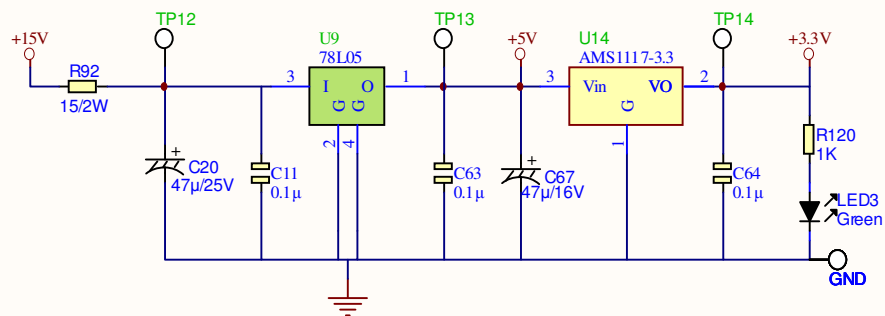 TP12
TP13
TP14
+15V
U9
+5V
U14
+3.3V
78L05
AMS1117-3.3
R92
3
I
O
1
3
Vin
VO
2
15/2W
G
G
G
2
4
1
R120
1K
+
C20
47µ/25V
C11
0.1µ
C63
0.1µ
+
C67
47µ/16V
C64
0.1µ
LED3
Green
GND